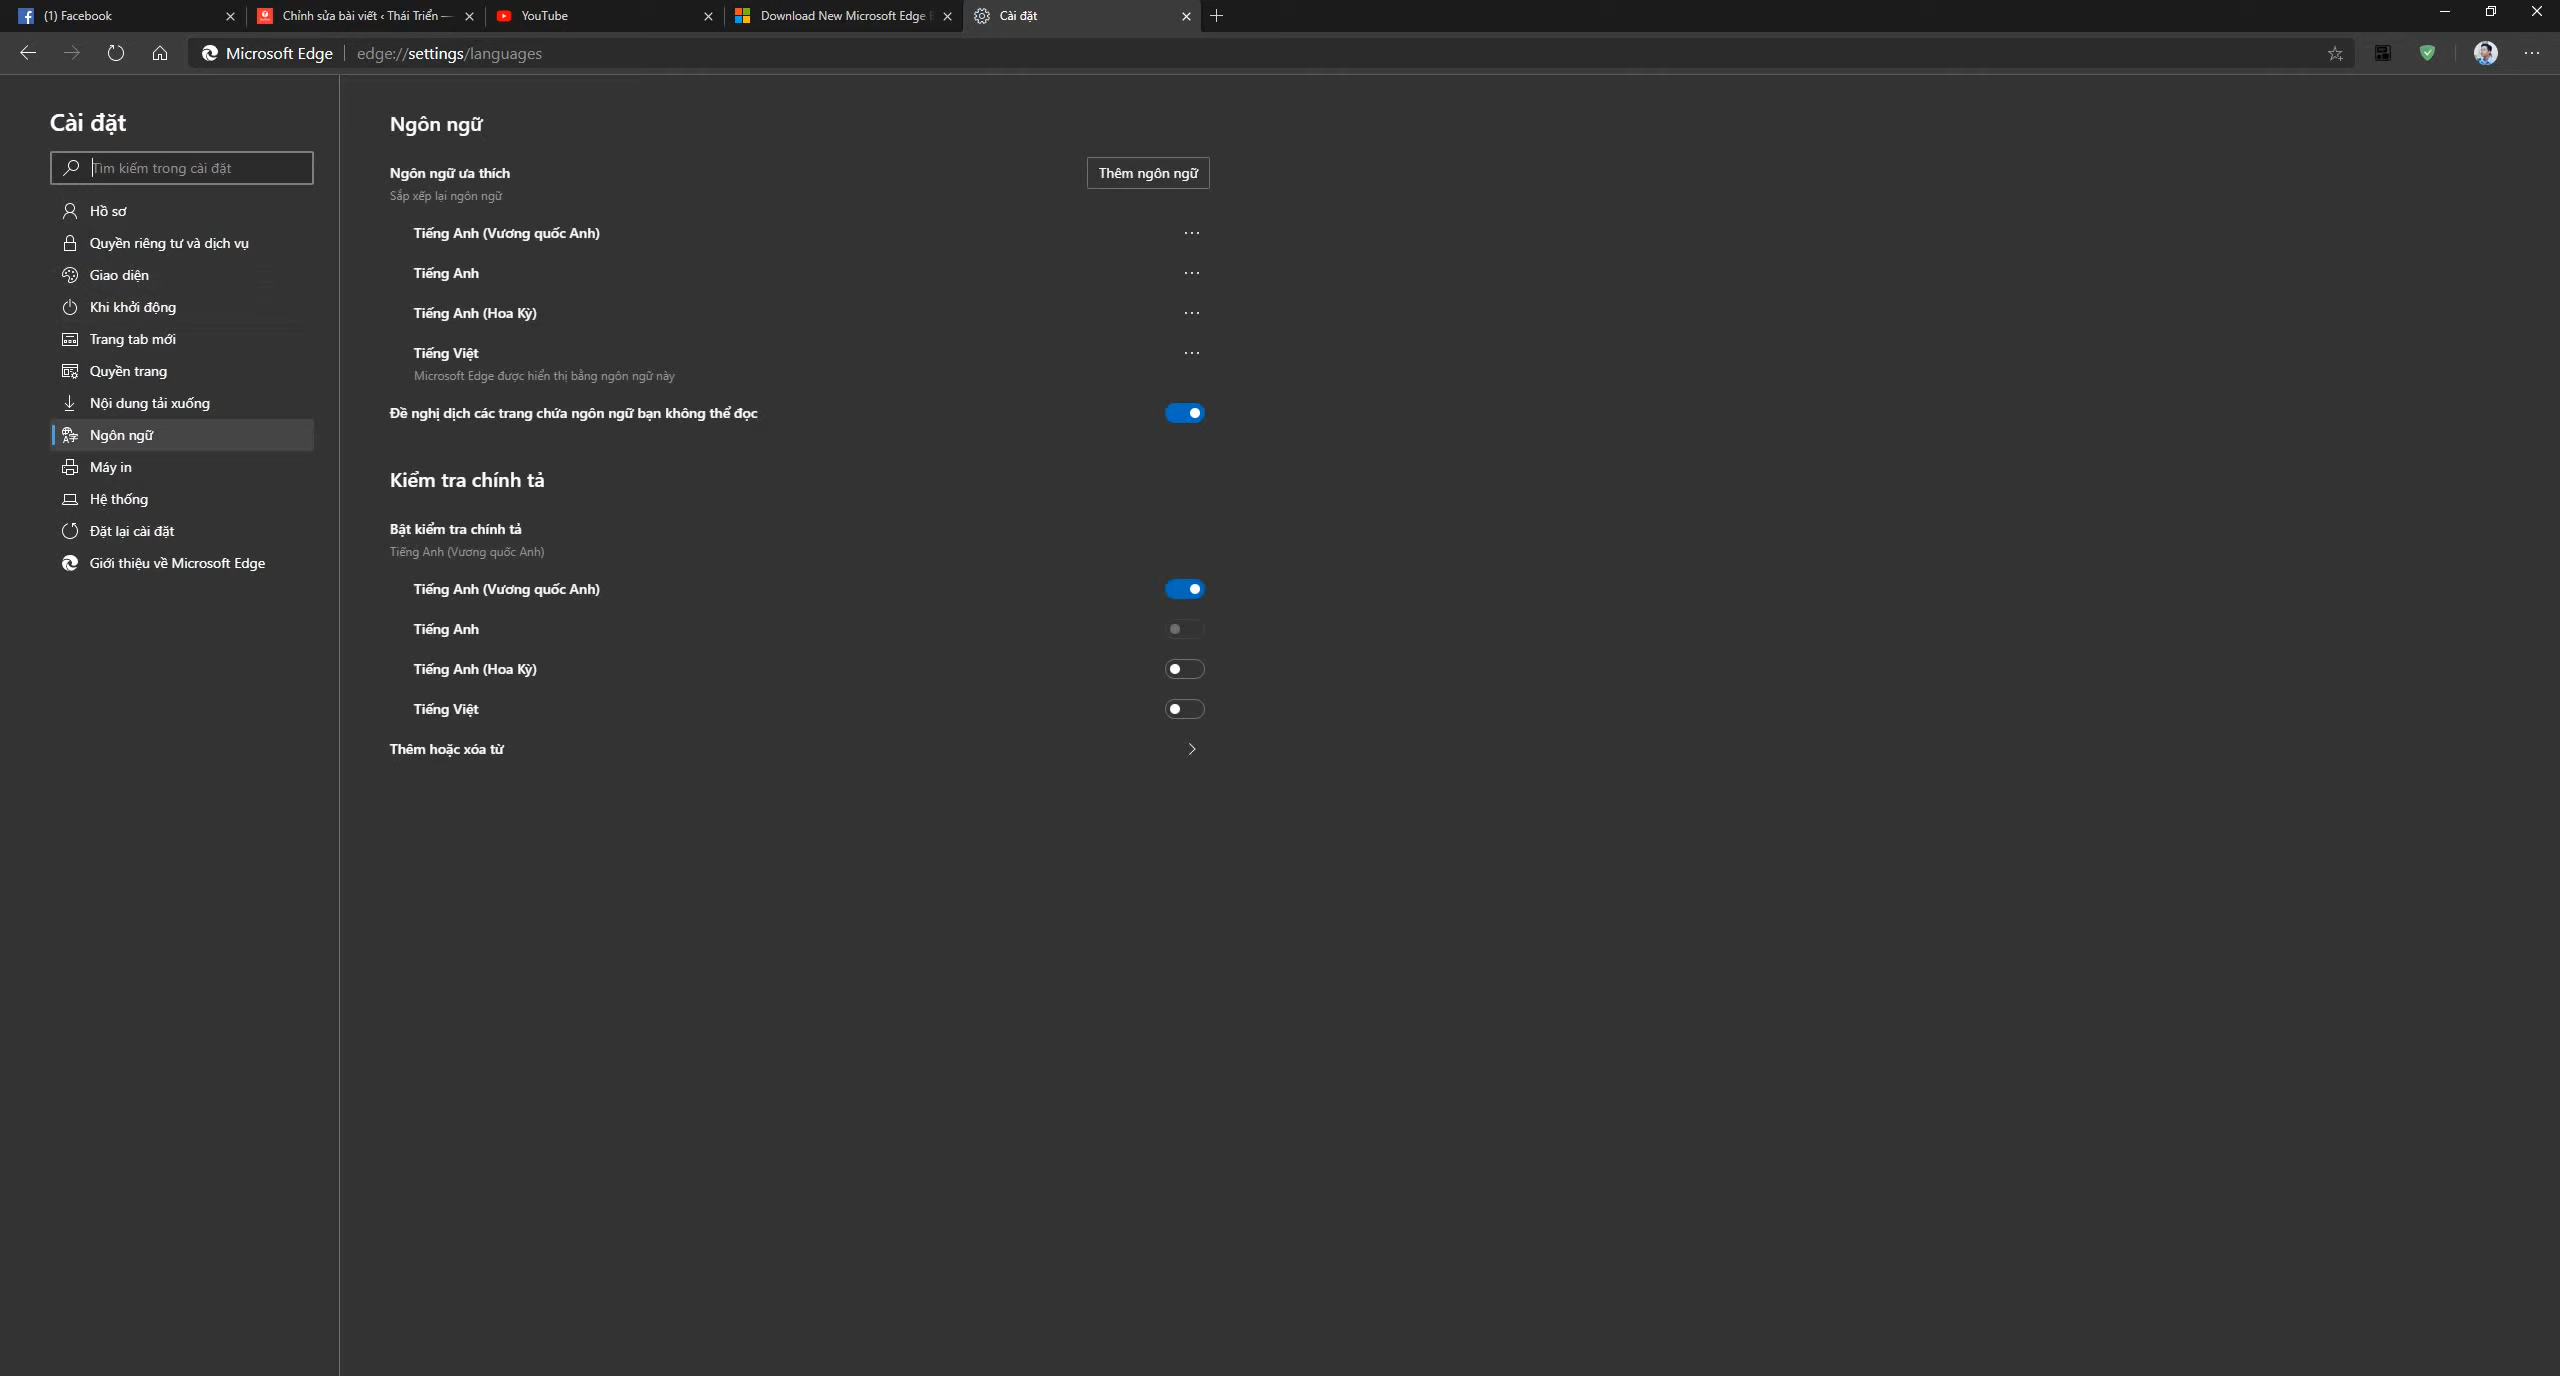 (1) Facebook
Chỉnh sửa bài viết ‹ Thái Triển —
YouTube
Download New Microsoft Edge
Cài đặt
Microsoft Edge
edge://settings/languages
Cài đặt
Tìm kiếm trong cài đặt
Hồ sơ
Quyền riêng tư và dịch vụ
Giao diện
Khi khởi động
Trang tab mới
Quyền trang
Nội dung tải xuống
Ngôn ngữ
Máy in
Hệ thống
Đặt lại cài đặt
Giới thiệu về Microsoft Edge
Ngôn ngữ
Ngôn ngữ ưa thích
Thêm ngôn ngữ
Sắp xếp lại ngôn ngữ
Tiếng Anh (Vương quốc Anh)
Tiếng Anh
Tiếng Anh (Hoa Kỳ)
Tiếng Việt
Microsoft Edge được hiển thị bằng ngôn ngữ này
Đề nghị dịch các trang chứa ngôn ngữ bạn không thể đọc
Kiểm tra chính tả
Bật kiểm tra chính tả
Tiếng Anh (Vương quốc Anh)
Tiếng Anh (Vương quốc Anh)
Tiếng Anh
Tiếng Anh (Hoa Kỳ)
Tiếng Việt
Thêm hoặc xóa từ